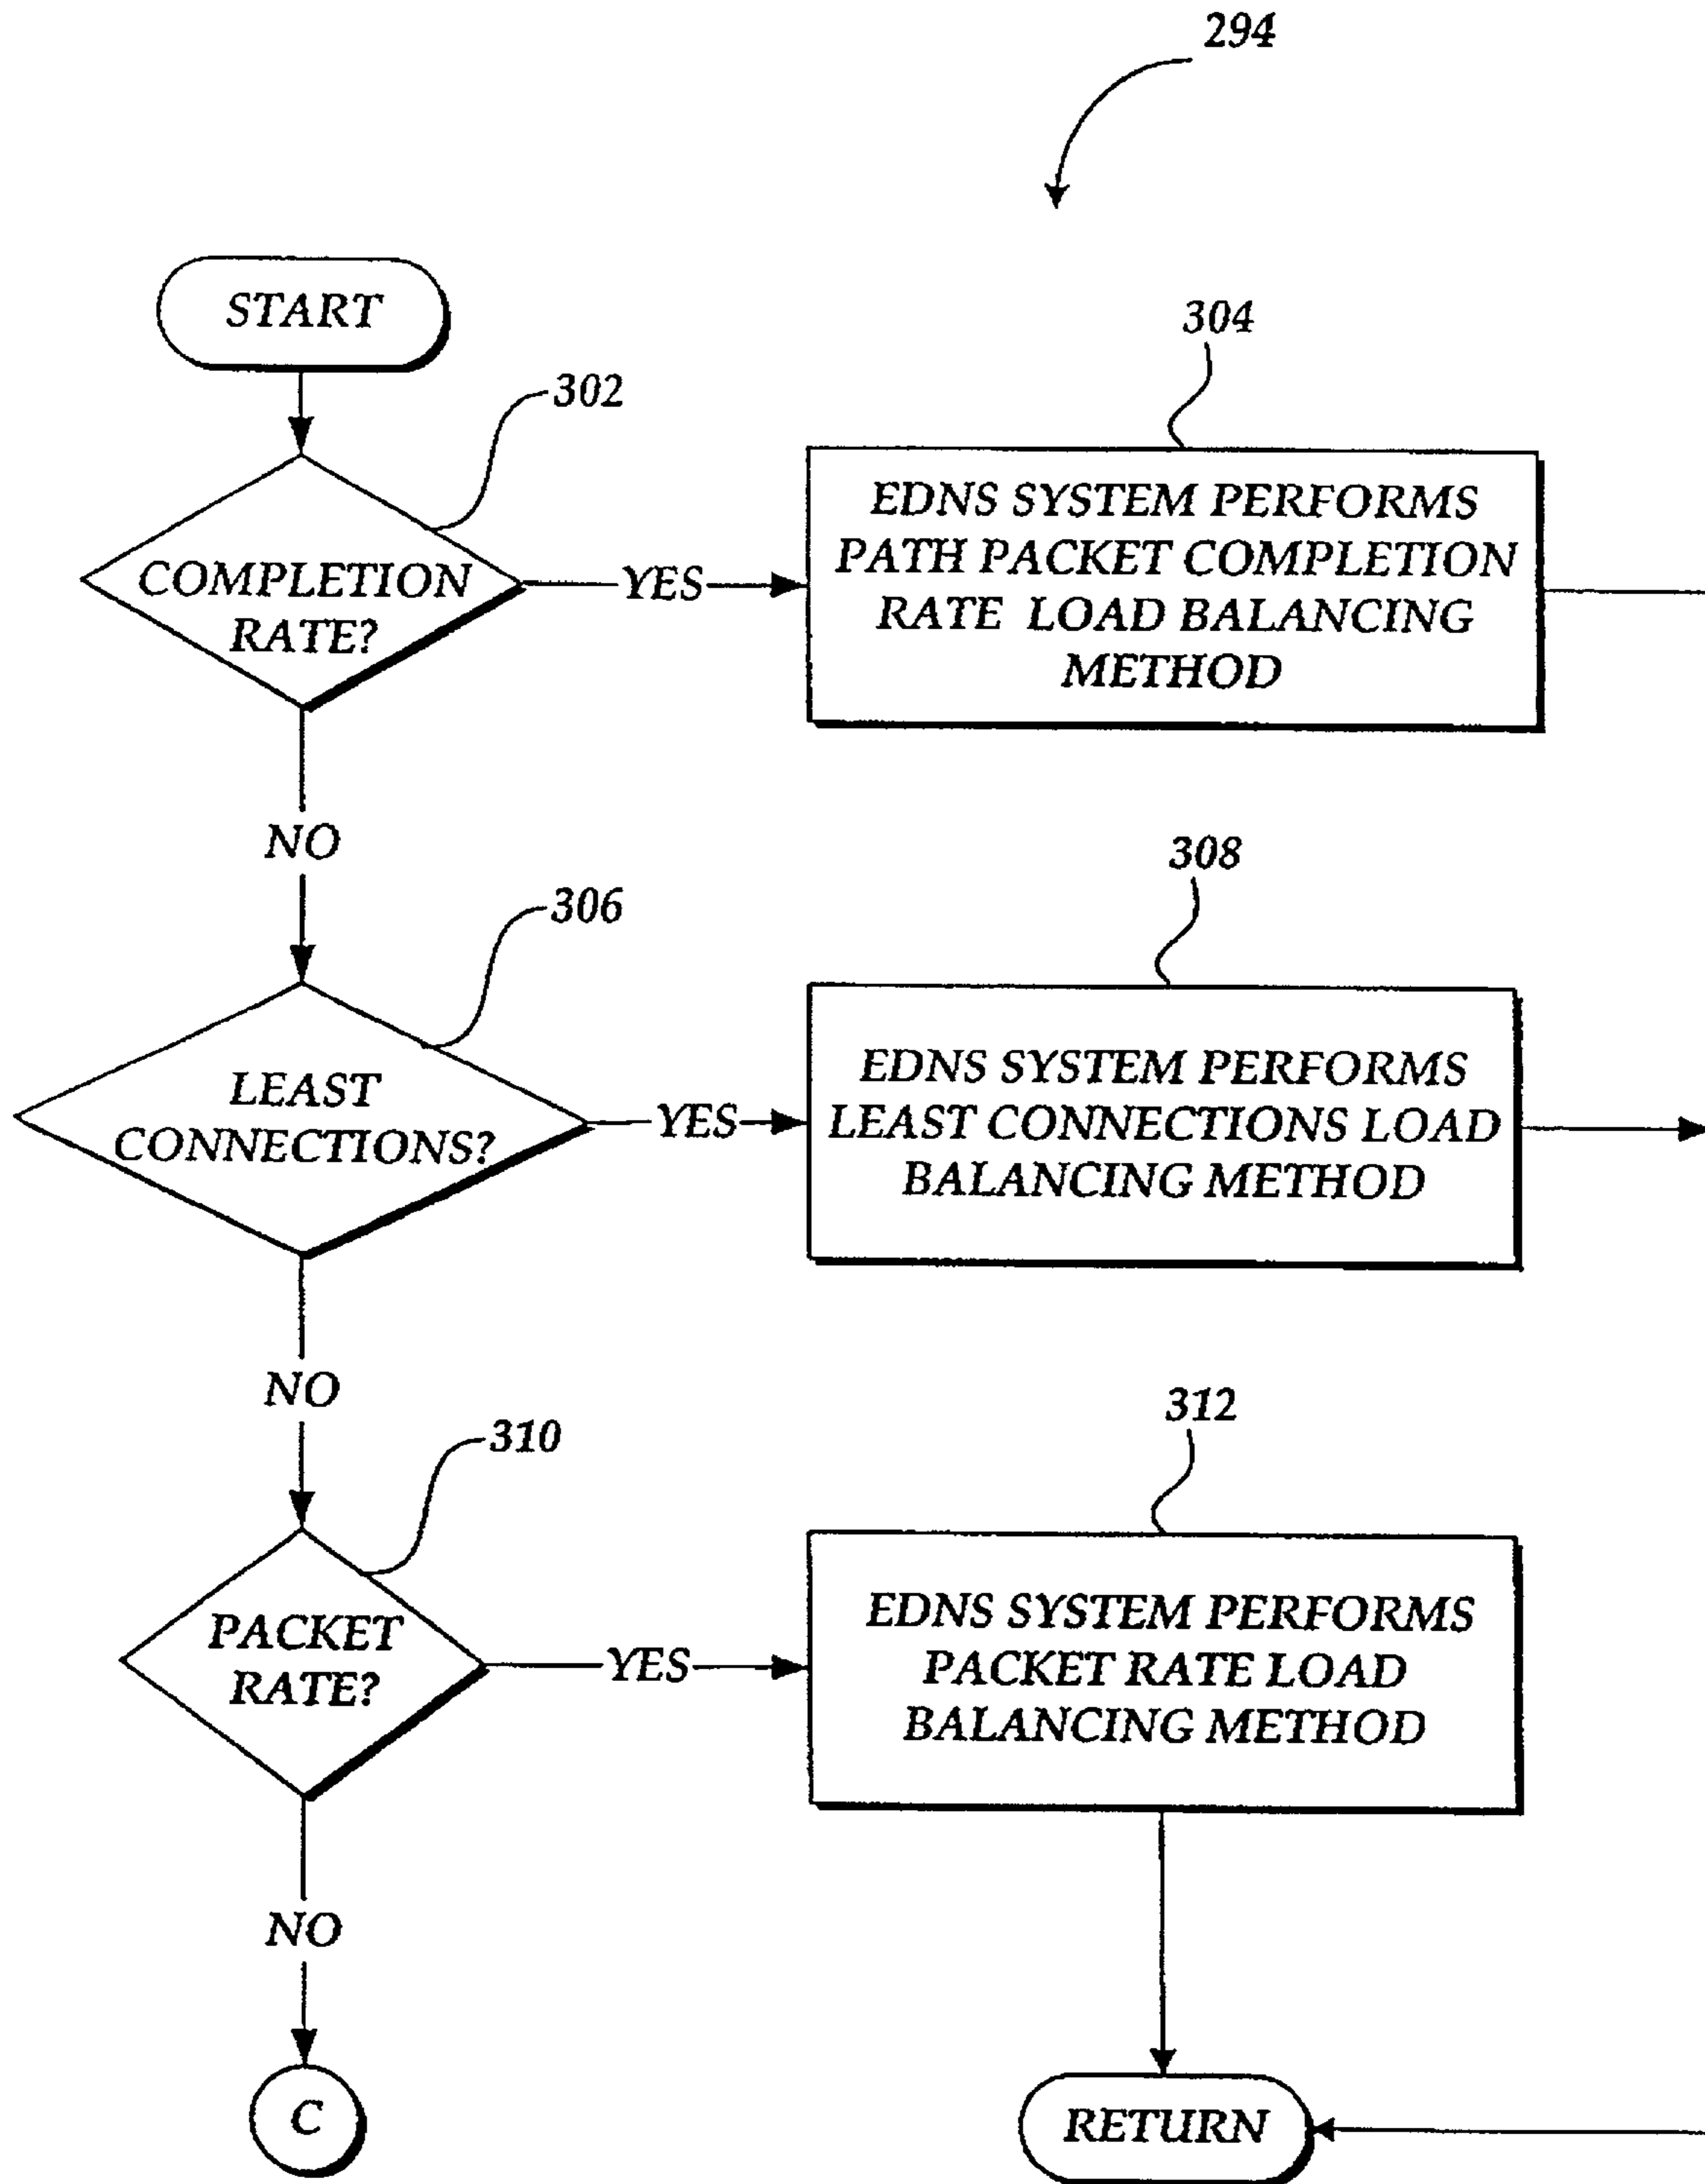 294
START
302
COMPLETION
RATE?
YES
304
EDNS SYSTEM PERFORMS
PATH PACKET COMPLETION
RATE LOAD BALANCING
METHOD
NO
306
LEAST
CONNECTIONS?
YES
308
EDNS SYSTEM PERFORMS
LEAST CONNECTIONS LOAD
BALANCING METHOD
NO
310
PACKET
RATE?
YES
312
EDNS SYSTEM PERFORMS
PACKET RATE LOAD
BALANCING METHOD
NO
C
RETURN